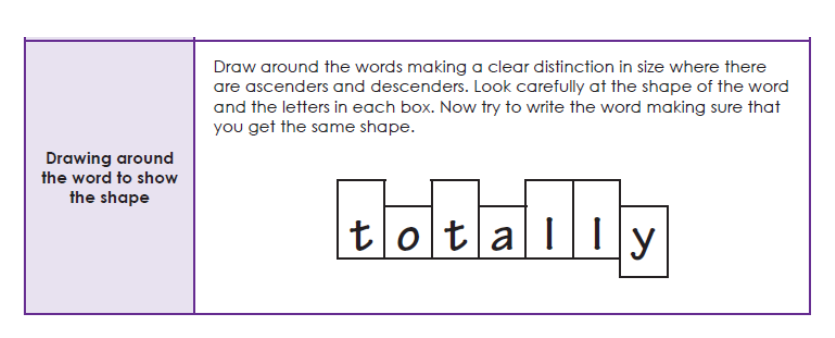 Drawing around
the word to show
the shape
Draw around the words making a clear distinction in size where there
are ascenders and descenders. Look carefully at the shape of the word
and the letters in each box. Now try to write the word making sure that
you get the same shape.
totally